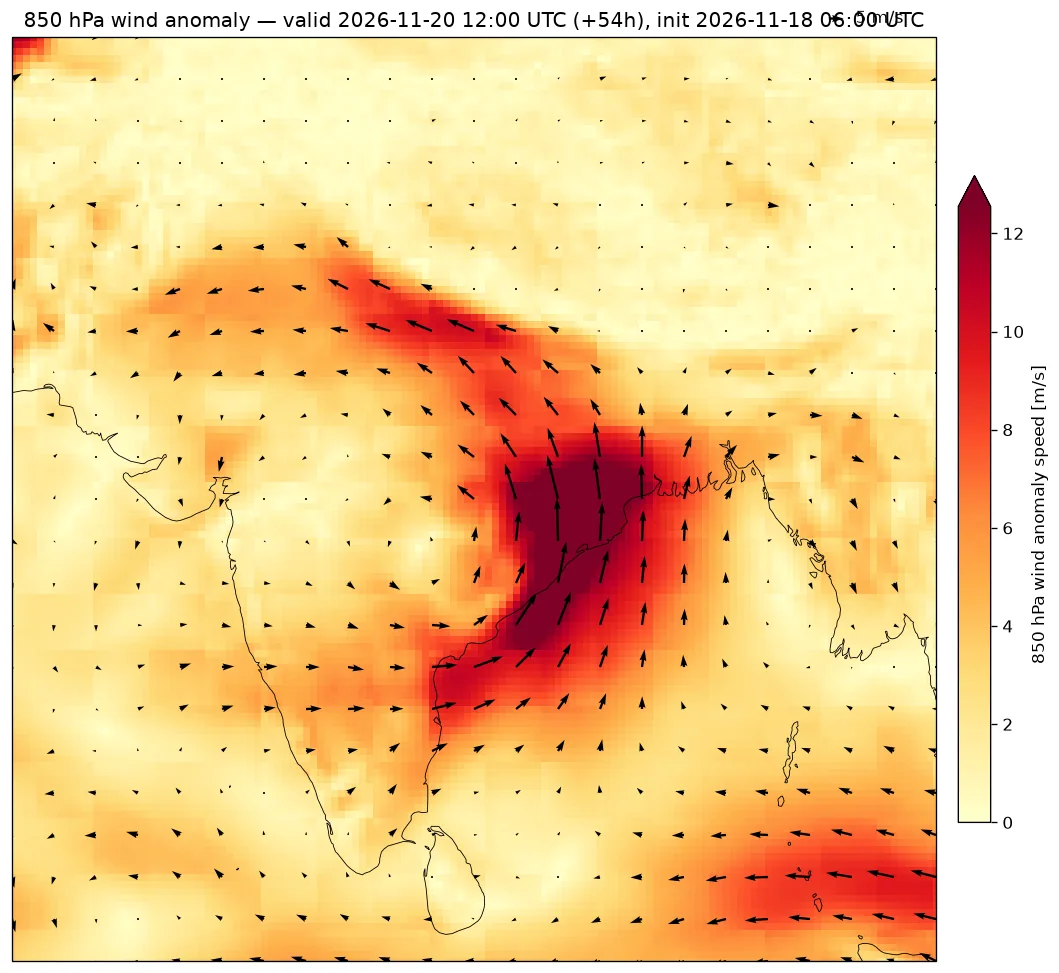 850 hPa wind anomaly — valid 2026-11-20 12:00 UTC (+54h), init 2026-11-18 06:00 UTC
5 m/s
12
10
8
6
4
2
0
850 hPa wind anomaly speed [m/s]